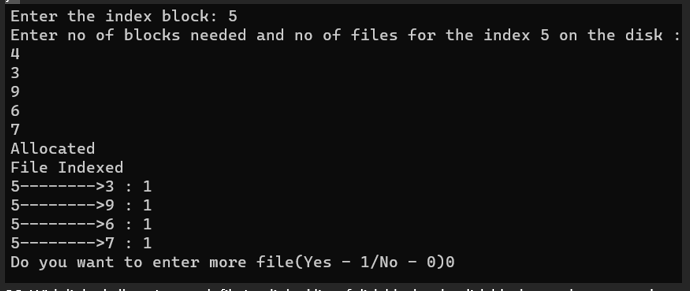 Enter the index block: 5
Enter no of blocks needed and no of files for the index 5 on the disk :
4
3
9
6
7
Allocated
File Indexed
5-------->3 : 1
5-------->9 : 1
5-------->6 : 1
5-------->7 : 1
Do you want to enter more file(Yes - 1/No - 0)0